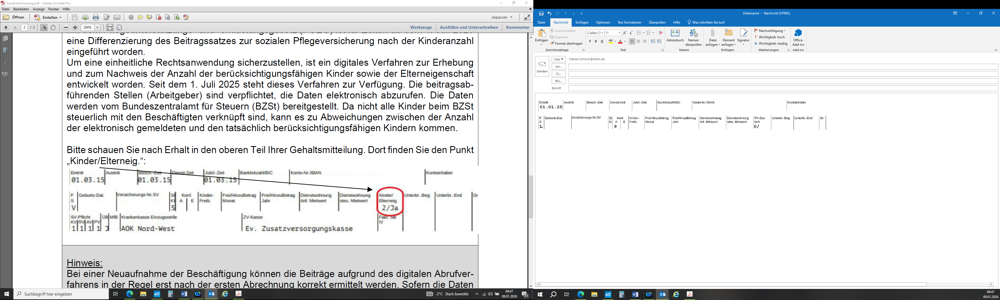 Sozialversicherung.pdf - Adobe Acrobat Pro
Datei Bearbeiten Anzeige Fenster Hilfe
Öffnen Erstellen Anpassen
2 / 2 204% Werkzeuge Ausfüllen und Unterschreiben Kommentar
eine Differenzierung des Beitragssatzes zur sozialen Pflegeversicherung nach der Kinderanzahl
eingeführt worden.
Um eine einheitliche Rechtsanwendung sicherzustellen, ist ein digitales Verfahren zur Erhebung
und zum Nachweis der Anzahl der berücksichtigungsfähigen Kinder sowie der Elterneigenschaft
entwickelt worden. Seit dem 1. Juli 2025 steht dieses Verfahren zur Verfügung. Die beitragsab-
führenden Stellen (Arbeitgeber) sind verpflichtet, die Daten elektronisch abzurufen. Die Daten
werden vom Bundeszentralamt für Steuern (BZSt) bereitgestellt. Da nicht alle Kinder beim BZSt
steuerlich mit den Beschäftigten verknüpft sind, kann es zu Abweichungen zwischen der Anzahl
der elektronisch gemeldeten und den tatsächlich berücksichtigungsfähigen Kindern kommen.
Bitte schauen Sie nach Erhalt in den oberen Teil Ihrer Gehaltsmitteilung. Dort finden Sie den Punkt
„Kinder/Elterneig.“:
Eintritt Austritt Besch.-Zeit Dienst-Zeit Jubil.-Zeit Bankleitzahl/BIC Konto-Nr./IBAN Kontoinhaber
01.03.15 01.03.15 01.03.15
F Geburts-Dat. Versicherungs-Nr.SV St Konf. Kinder- Frei/HinzuBetrag Frei/HinzuBetrag Dienstwohnung Dienstwohnung Kinder/ Unterbr.-Beg Unterbr.-End Gr
S Kl A E Freib. Monat Jahr örtl. Mietwert steu. Mietwert Elterneig.
V 5 2/Ja
SV-Pflicht ÜB MfB Krankenkasse Einzugsstelle ZV-Kasse Fakt. Stk
KV RV AV PV IV
1 1 1 1 J AOK Nord-West Ev. Zusatzversorgungskasse
Hinweis:
Bei einer Neuaufnahme der Beschäftigung können die Beiträge aufgrund des digitalen Abrufver-
fahrens in der Regel erst nach der ersten Abrechnung korrekt ermittelt werden. Sofern die Daten
Suchbegriff hier eingeben
-2°C Stark bewölkt
09:47
09.01.2026
23
Unbenannt - Nachricht (HTML)
Datei Nachricht Einfügen Optionen Text formatieren Überprüfen Hilfe Was möchten Sie tun?
Einfügen
Ausschneiden
Kopieren
Format übertragen
Zwischenablage
Calibri (T 11
F K U
Text
Adressbuch
Namen überprüfen
Namen
Datei anfügen
Element anfügen
Signatur
Einfügen
Nachverfolgung
Wichtigkeit: hoch
Wichtigkeit: niedrig
Markierungen
Office-Add-Ins
Add-Ins
Senden
Von Fabian.Scherer@ekhn.de
An...
Cc...
Bcc...
Betreff
Eintritt Austritt Besch.-Zeit Dienst-Zeit Jubil.-Zeit Bankleitzahl/BIC Konto-Nr./IBAN Kontoinhaber
01.01.25
F Geburts-Dat. Versicherungs-Nr.SV St Konf. Kinder- Frei/HinzuBetrag Frei/HinzuBetrag Dienstwohnung Dienstwohnung PV-Zus. Unterbr.-Beg Unterbr.-End Gr
S Kl A E Freib. Monat Jahr örtl. Mietwert steu. Mietwert befr.
L 9 0/
09:47
09.01.2026